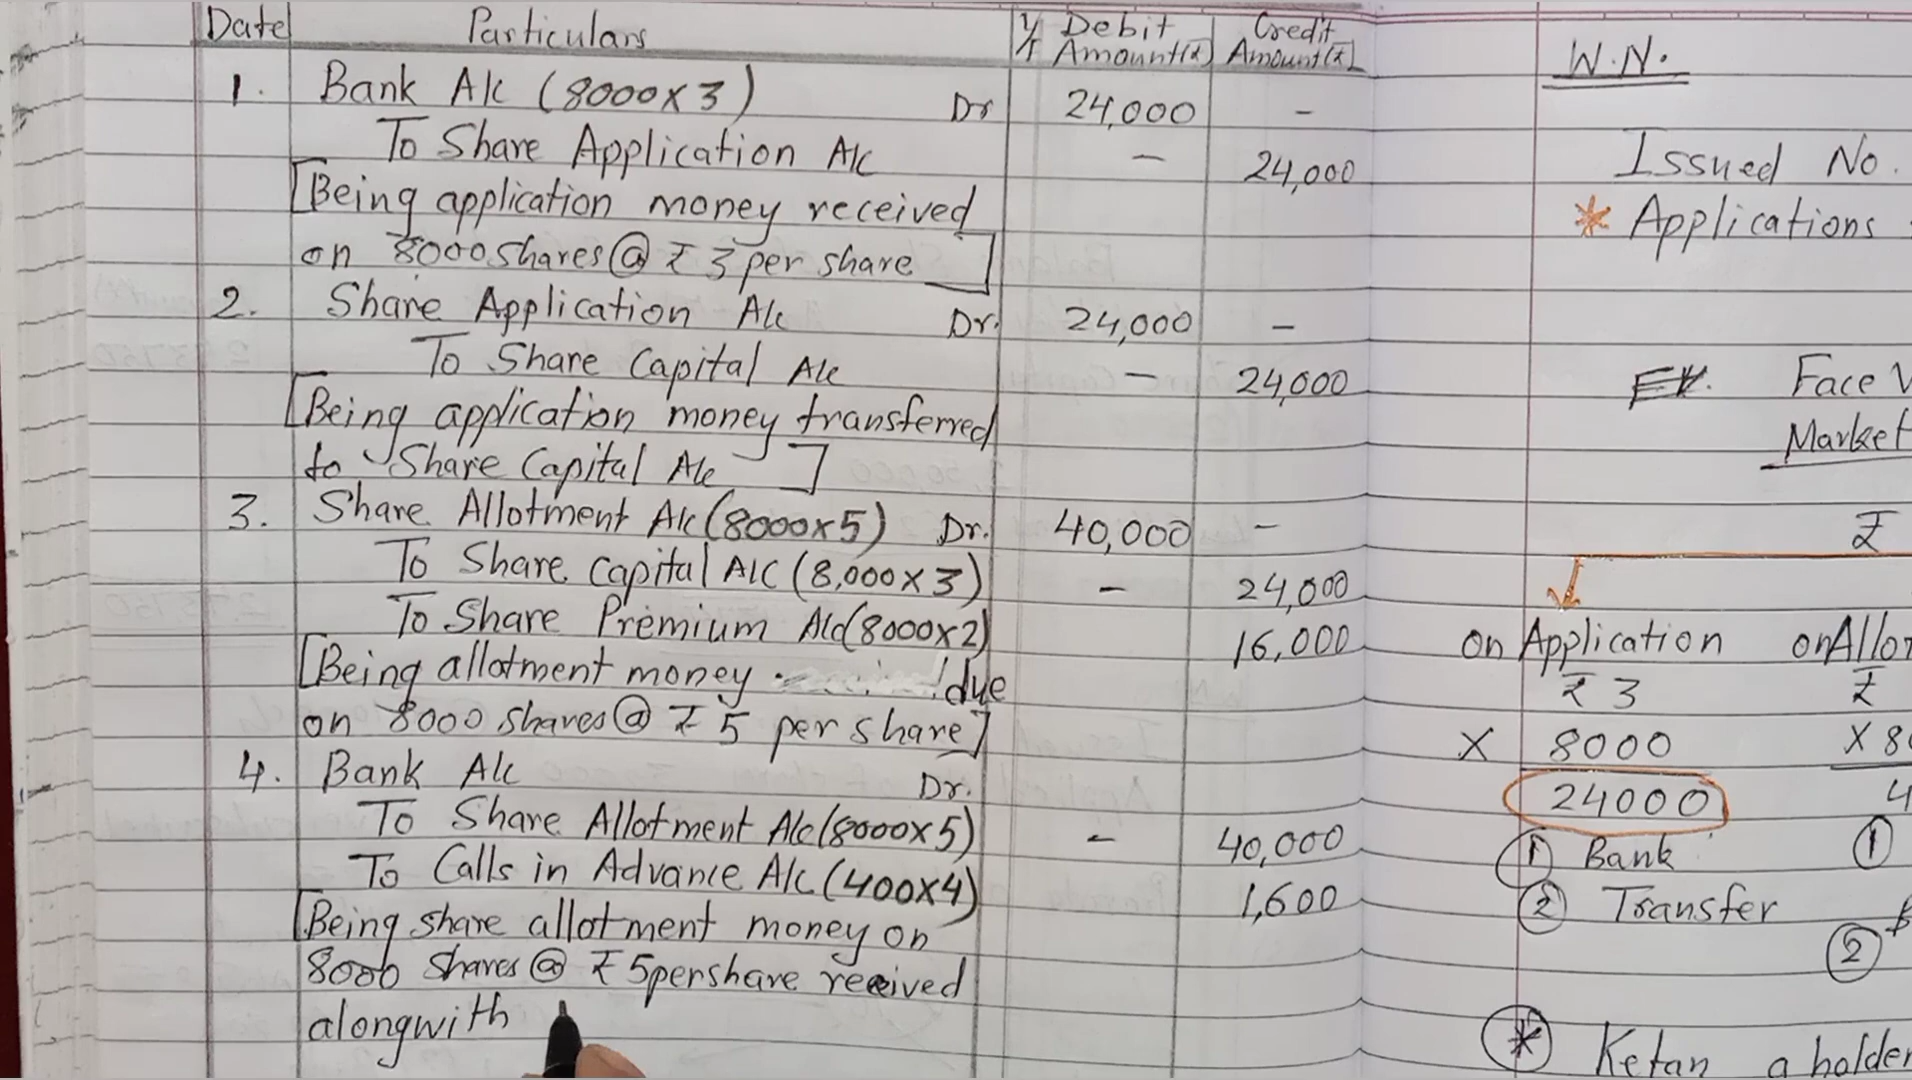 Date Particulars Debit Amount(₹) Credit Amount(₹)
1. Bank A/c (8000×3) Dr 24,000 -
To Share Application A/c - 24,000
[Being application money received
on 8000 shares @ ₹ 3 per share]
2. Share Application A/c Dr. 24,000 -
To Share Capital A/c - 24,000
[Being application money transferred
to Share Capital A/c]
3. Share Allotment A/c (8000×5) Dr. 40,000 -
To Share Capital A/c (8,000×3) - 24,000
To Share Premium A/c (8000×2) 16,000
[Being allotment money due
on 8000 shares @ ₹ 5 per share]
4. Bank A/c Dr.
To Share Allotment A/c (8000×5) - 40,000
To Calls in Advance A/c (400×4) 1,600
[Being share allotment money on
8000 shares @ ₹ 5 per share received
alongwith
W.N.
Issued No.
* Applications
Face V
Market
₹
on Application on Allot
₹ 3 ₹
× 8000 × 80
24000 4
① Bank ①
② Transfer
②
* Ketan a holder